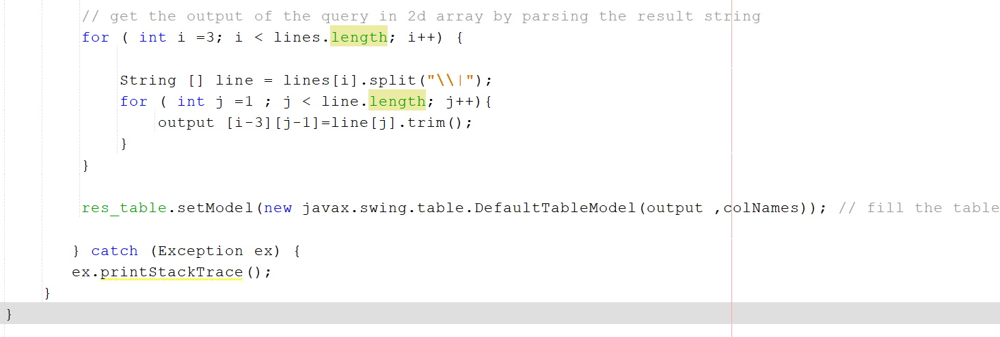 // get the output of the query in 2d array by parsing the result string
for ( int i =3; i < lines.length; i++) {
String [] line = lines[i].split("\\|");
for ( int j =1 ; j < line.length; j++){
output [i-3][j-1]=line[j].trim();
}
}
res_table.setModel(new javax.swing.table.DefaultTableModel(output ,colNames)); // fill the table
} catch (Exception ex) {
ex.printStackTrace();
}
}